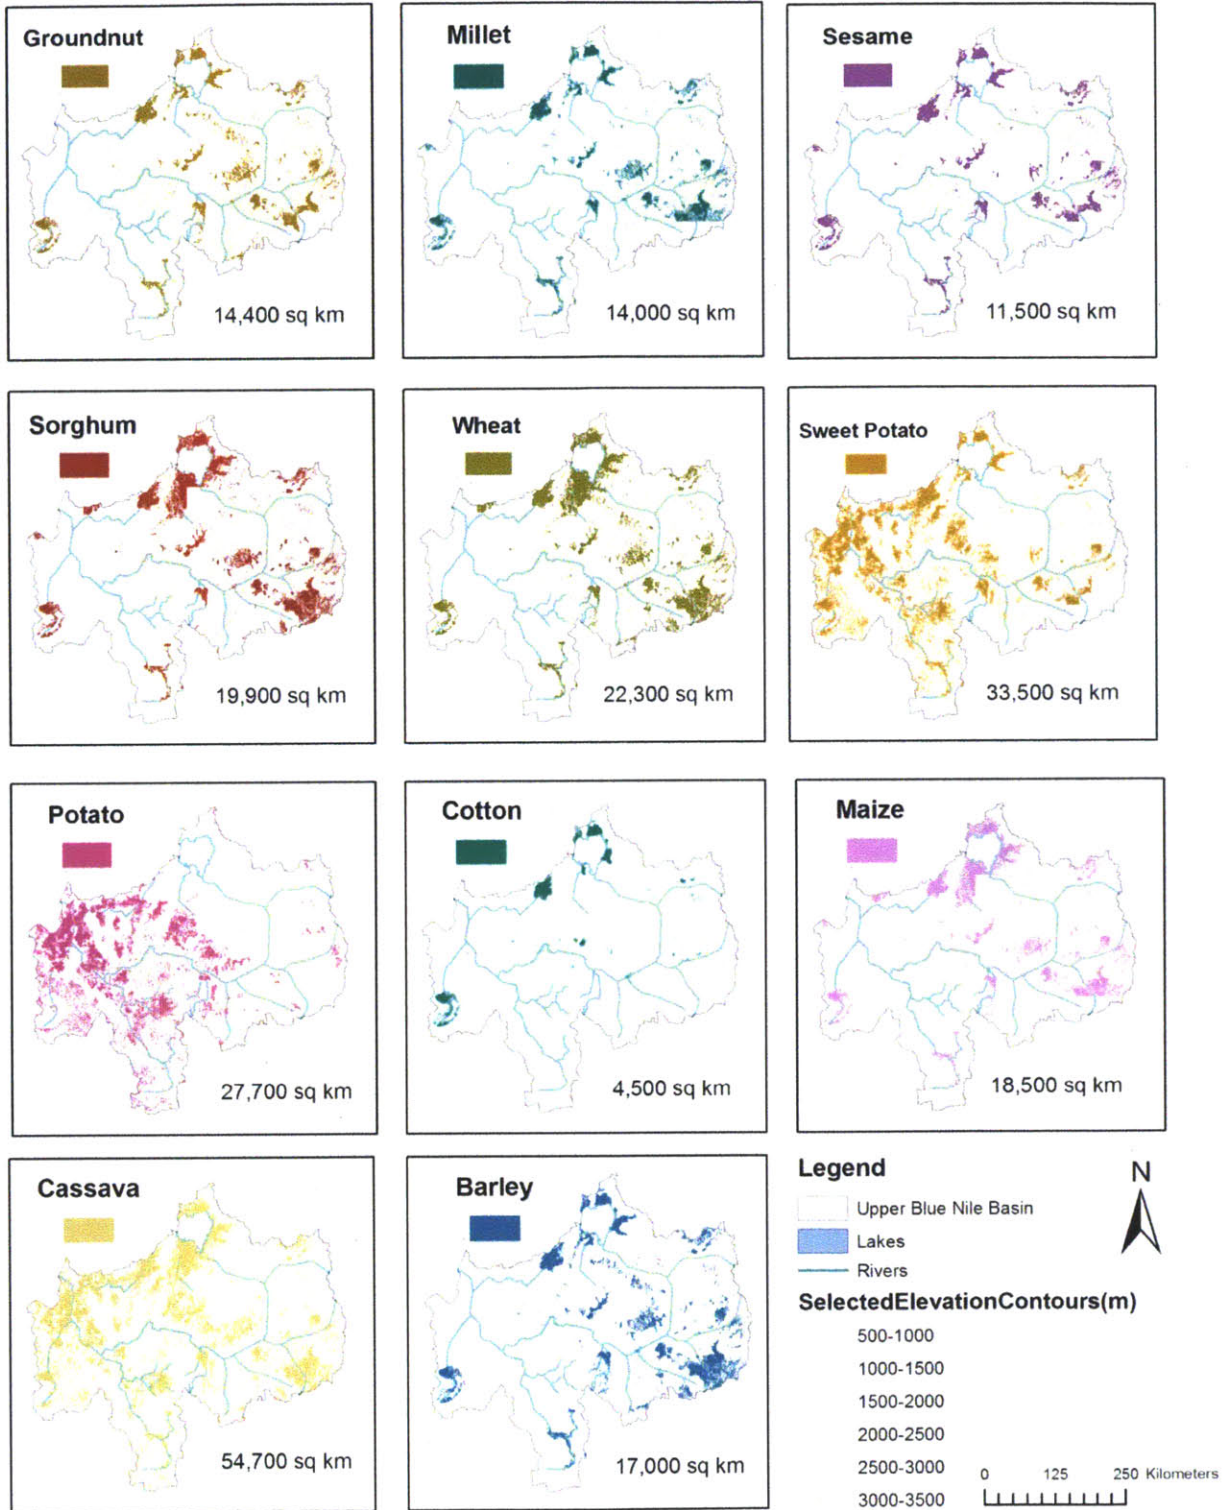 Groundnut
14,400 sq km
Millet
14,000 sq km
Sesame
11,500 sq km
Sorghum
19,900 sq km
Wheat
22,300 sq km
Sweet Potato
33,500 sq km
Potato
27,700 sq km
Cotton
4,500 sq km
Maize
18,500 sq km
Cassava
54,700 sq km
Barley
17,000 sq km
Legend
Upper Blue Nile Basin
Lakes
Rivers
SelectedElevationContours(m)
500-1000
1000-1500
1500-2000
2000-2500
2500-3000
3000-3500
N
0 125 250 Kilometers